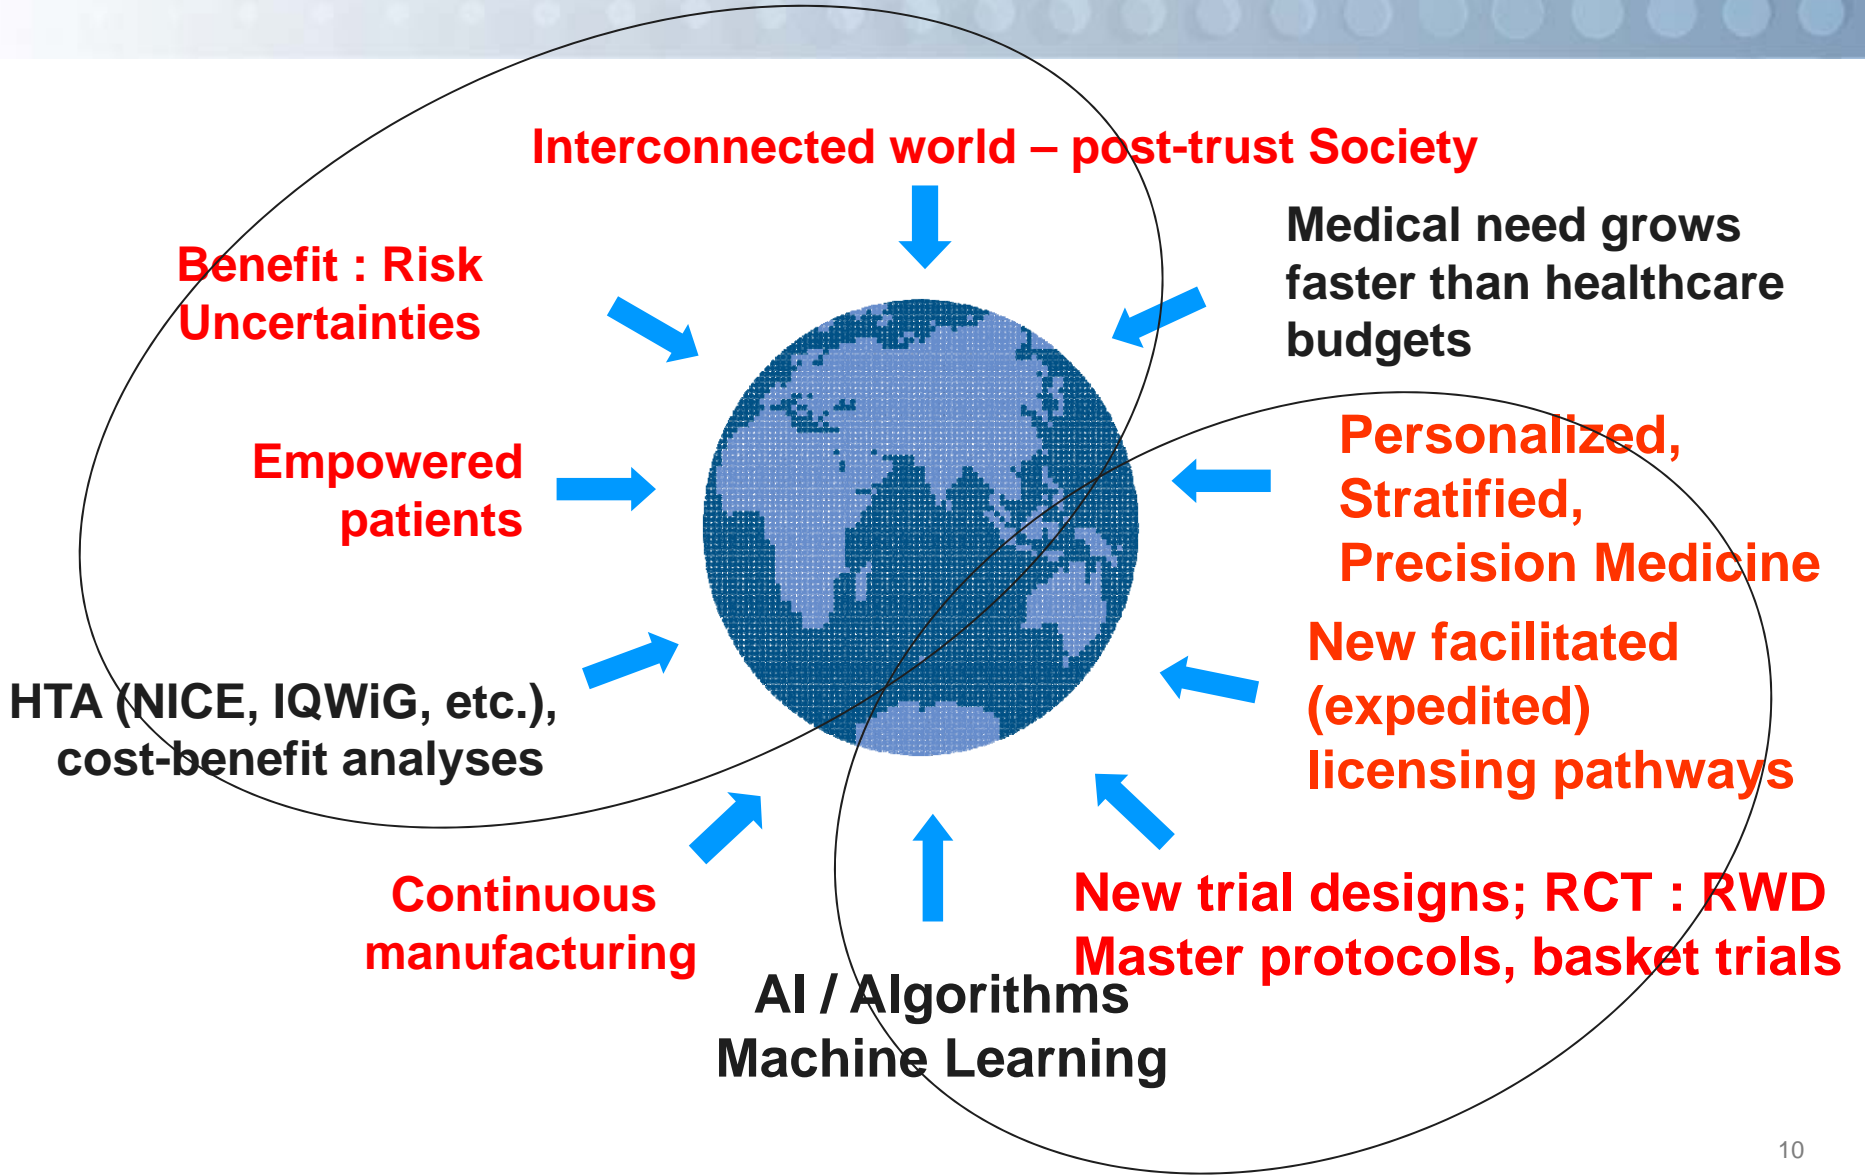 Interconnected world – post-trust Society
Medical need grows
faster than healthcare
budgets
Benefit : Risk
Uncertainties
Personalized,
Stratified,
Precision Medicine
Empowered
patients
New facilitated
(expedited)
licensing pathways
HTA (NICE, IQWiG, etc.),
cost-benefit analyses
Continuous
manufacturing
New trial designs; RCT : RWD
Master protocols, basket trials
AI / Algorithms
Machine Learning
10